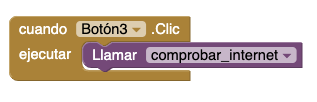 cuando Botón3 .Clic
ejecutar Llamar comprobar_internet